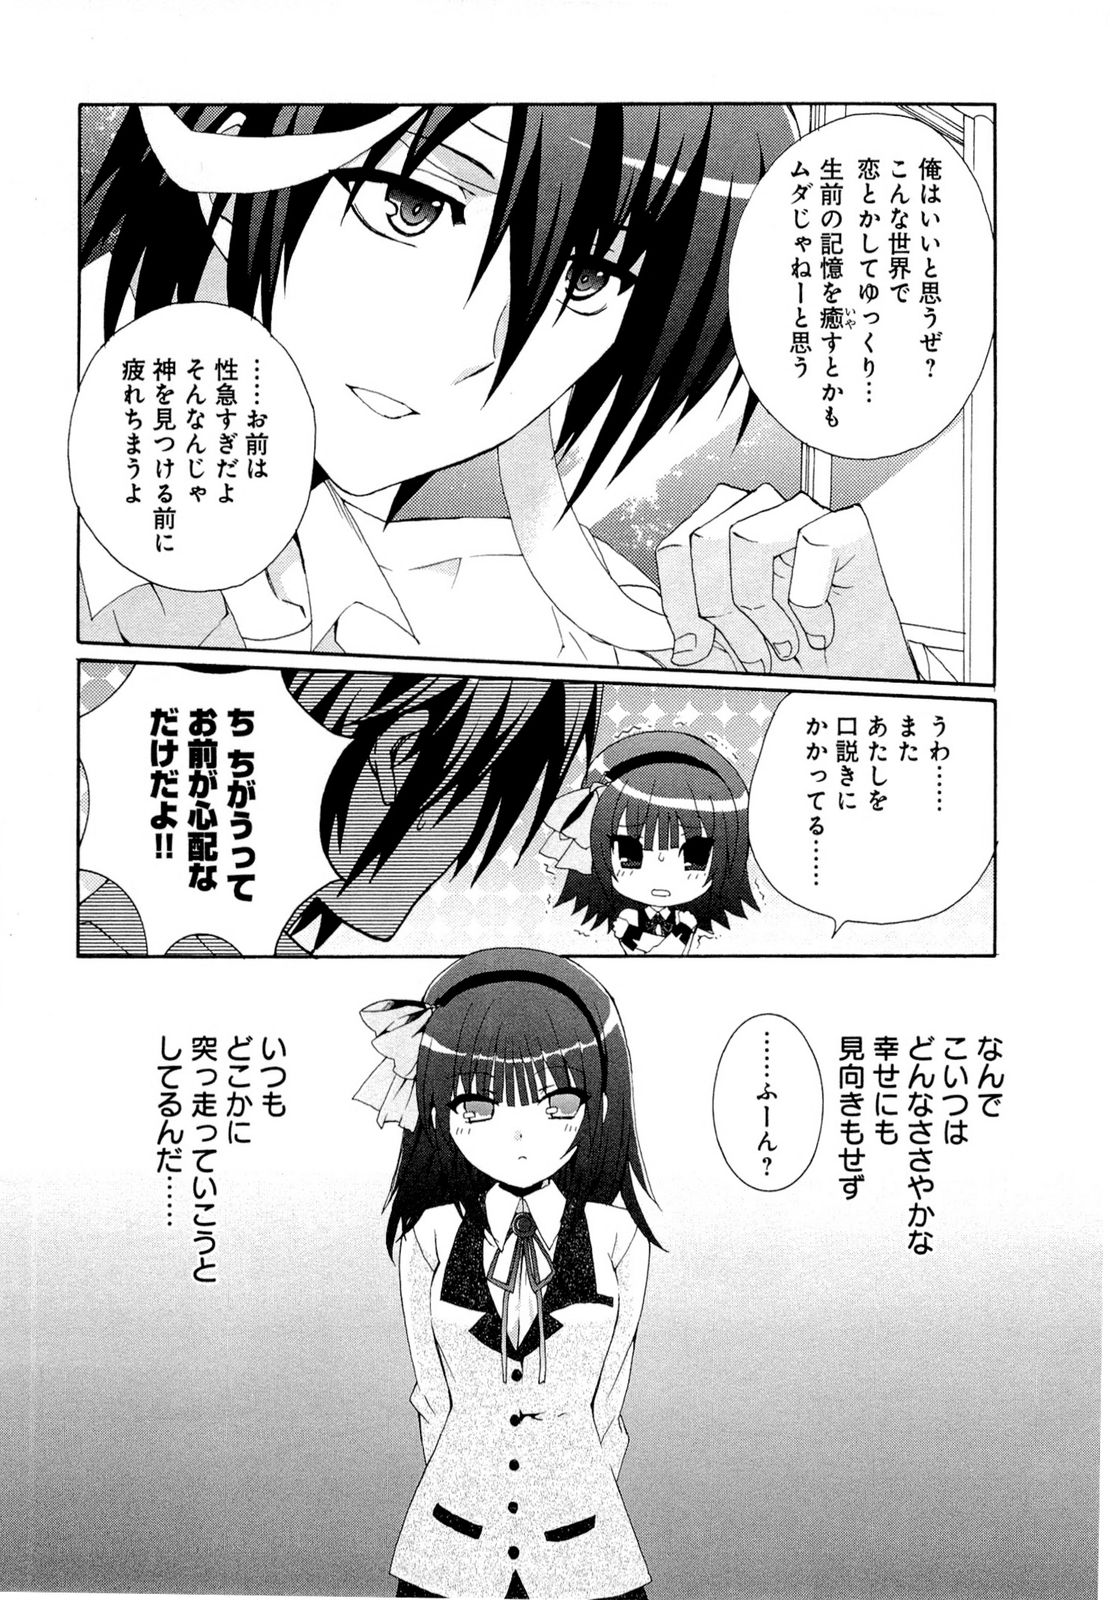 俺はいいと思うぜ?
こんな世界で
恋とかしてゆっくり…
生前の記憶を癒すとかも
いや
ムダじゃねーと思う
……お前は
性急すぎだよ
そんなんじゃ
神を見つける前に
疲れちまうよ
うわ……
また
あたしを
口説きに
かかってる……
ち ちがうって
お前が心配な
だけだよ!!
なんで
こいつは
どんなささやかな
幸せにも
見向きもせず
……ふーん?
いつも
どこかに
突っ走っていこうと
してるんだ……